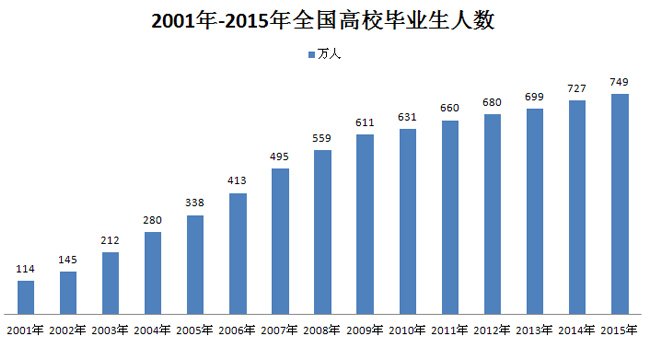 2001年-2015年全国高校毕业生人数
万人
114 145 212 280 338 413 495 559 611 631 660 680 699 727 749
2001年 2002年 2003年 2004年 2005年 2006年 2007年 2008年 2009年 2010年 2011年 2012年 2013年 2014年 2015年